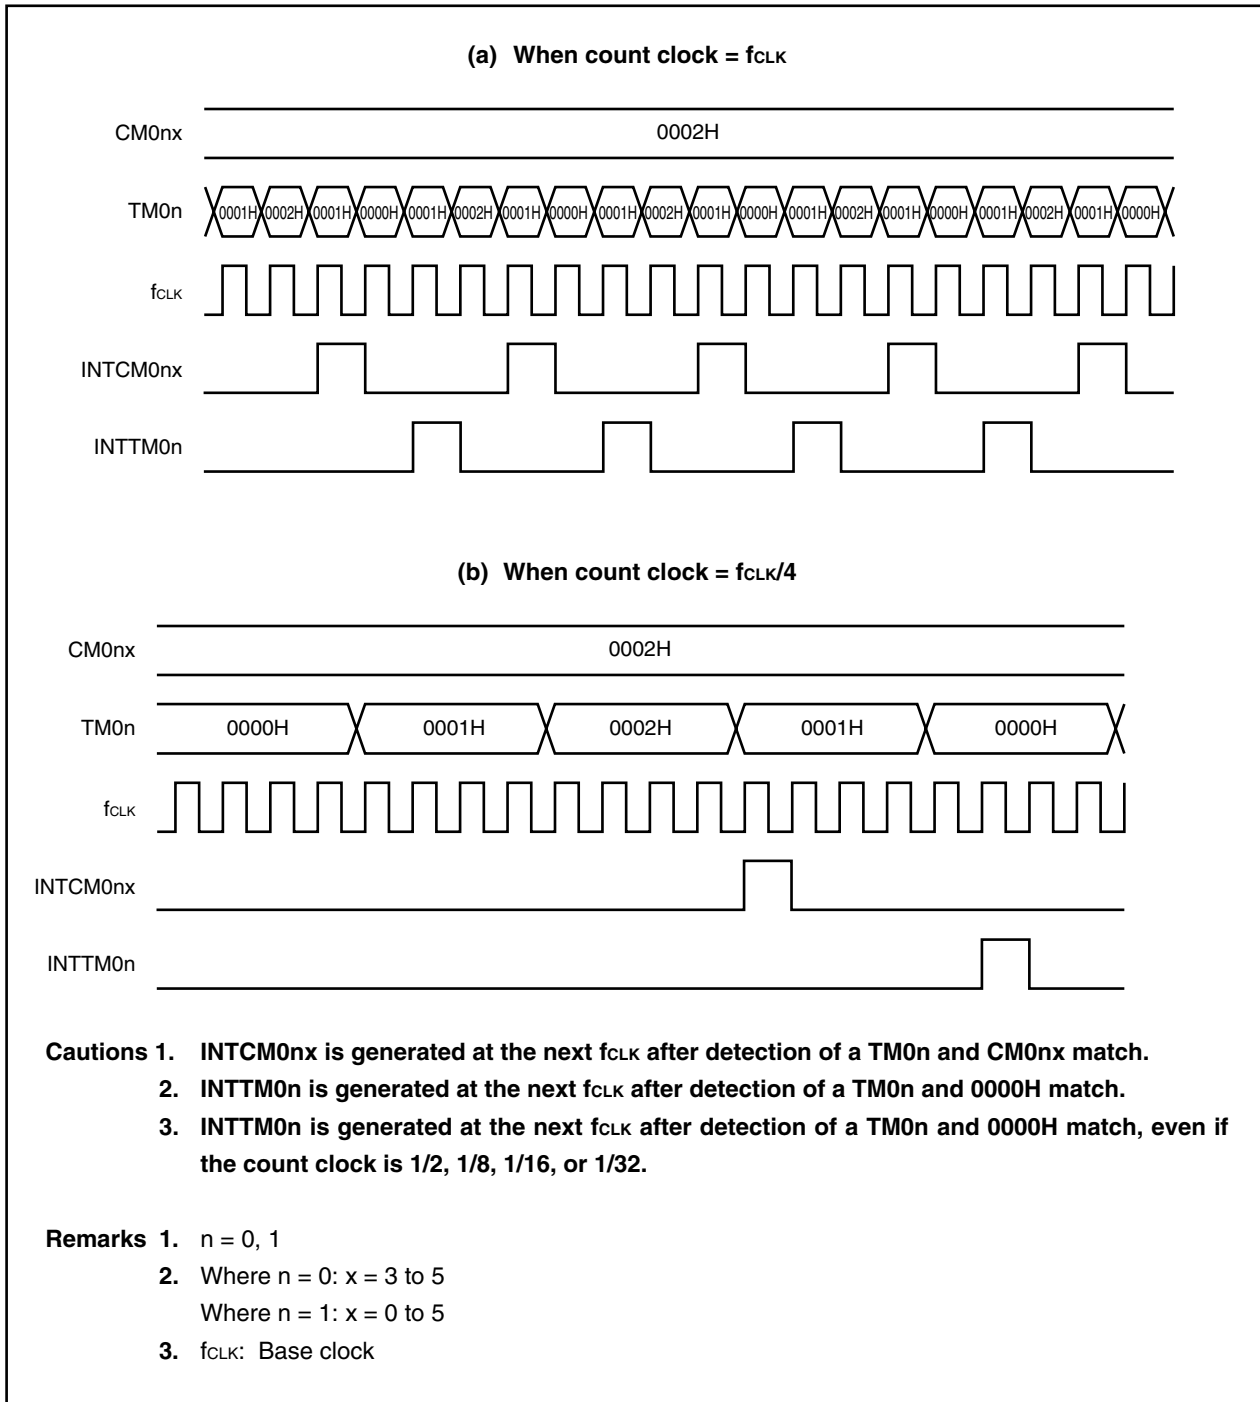 (a) When count clock = fCLK
CM0nx
0002H
TM0n
0001H 0002H 0001H 0000H 0001H 0002H 0001H 0000H 0001H 0002H 0001H 0000H 0001H 0002H 0001H 0000H 0001H 0002H 0001H 0000H
fCLK
INTCM0nx
INTTM0n
(b) When count clock = fCLK/4
CM0nx
0002H
TM0n
0000H 0001H 0002H 0001H 0000H
fCLK
INTCM0nx
INTTM0n
Cautions 1. INTCM0nx is generated at the next fCLK after detection of a TM0n and CM0nx match.
2. INTTM0n is generated at the next fCLK after detection of a TM0n and 0000H match.
3. INTTM0n is generated at the next fCLK after detection of a TM0n and 0000H match, even if
the count clock is 1/2, 1/8, 1/16, or 1/32.
Remarks 1. n = 0, 1
2. Where n = 0: x = 3 to 5
Where n = 1: x = 0 to 5
3. fCLK: Base clock